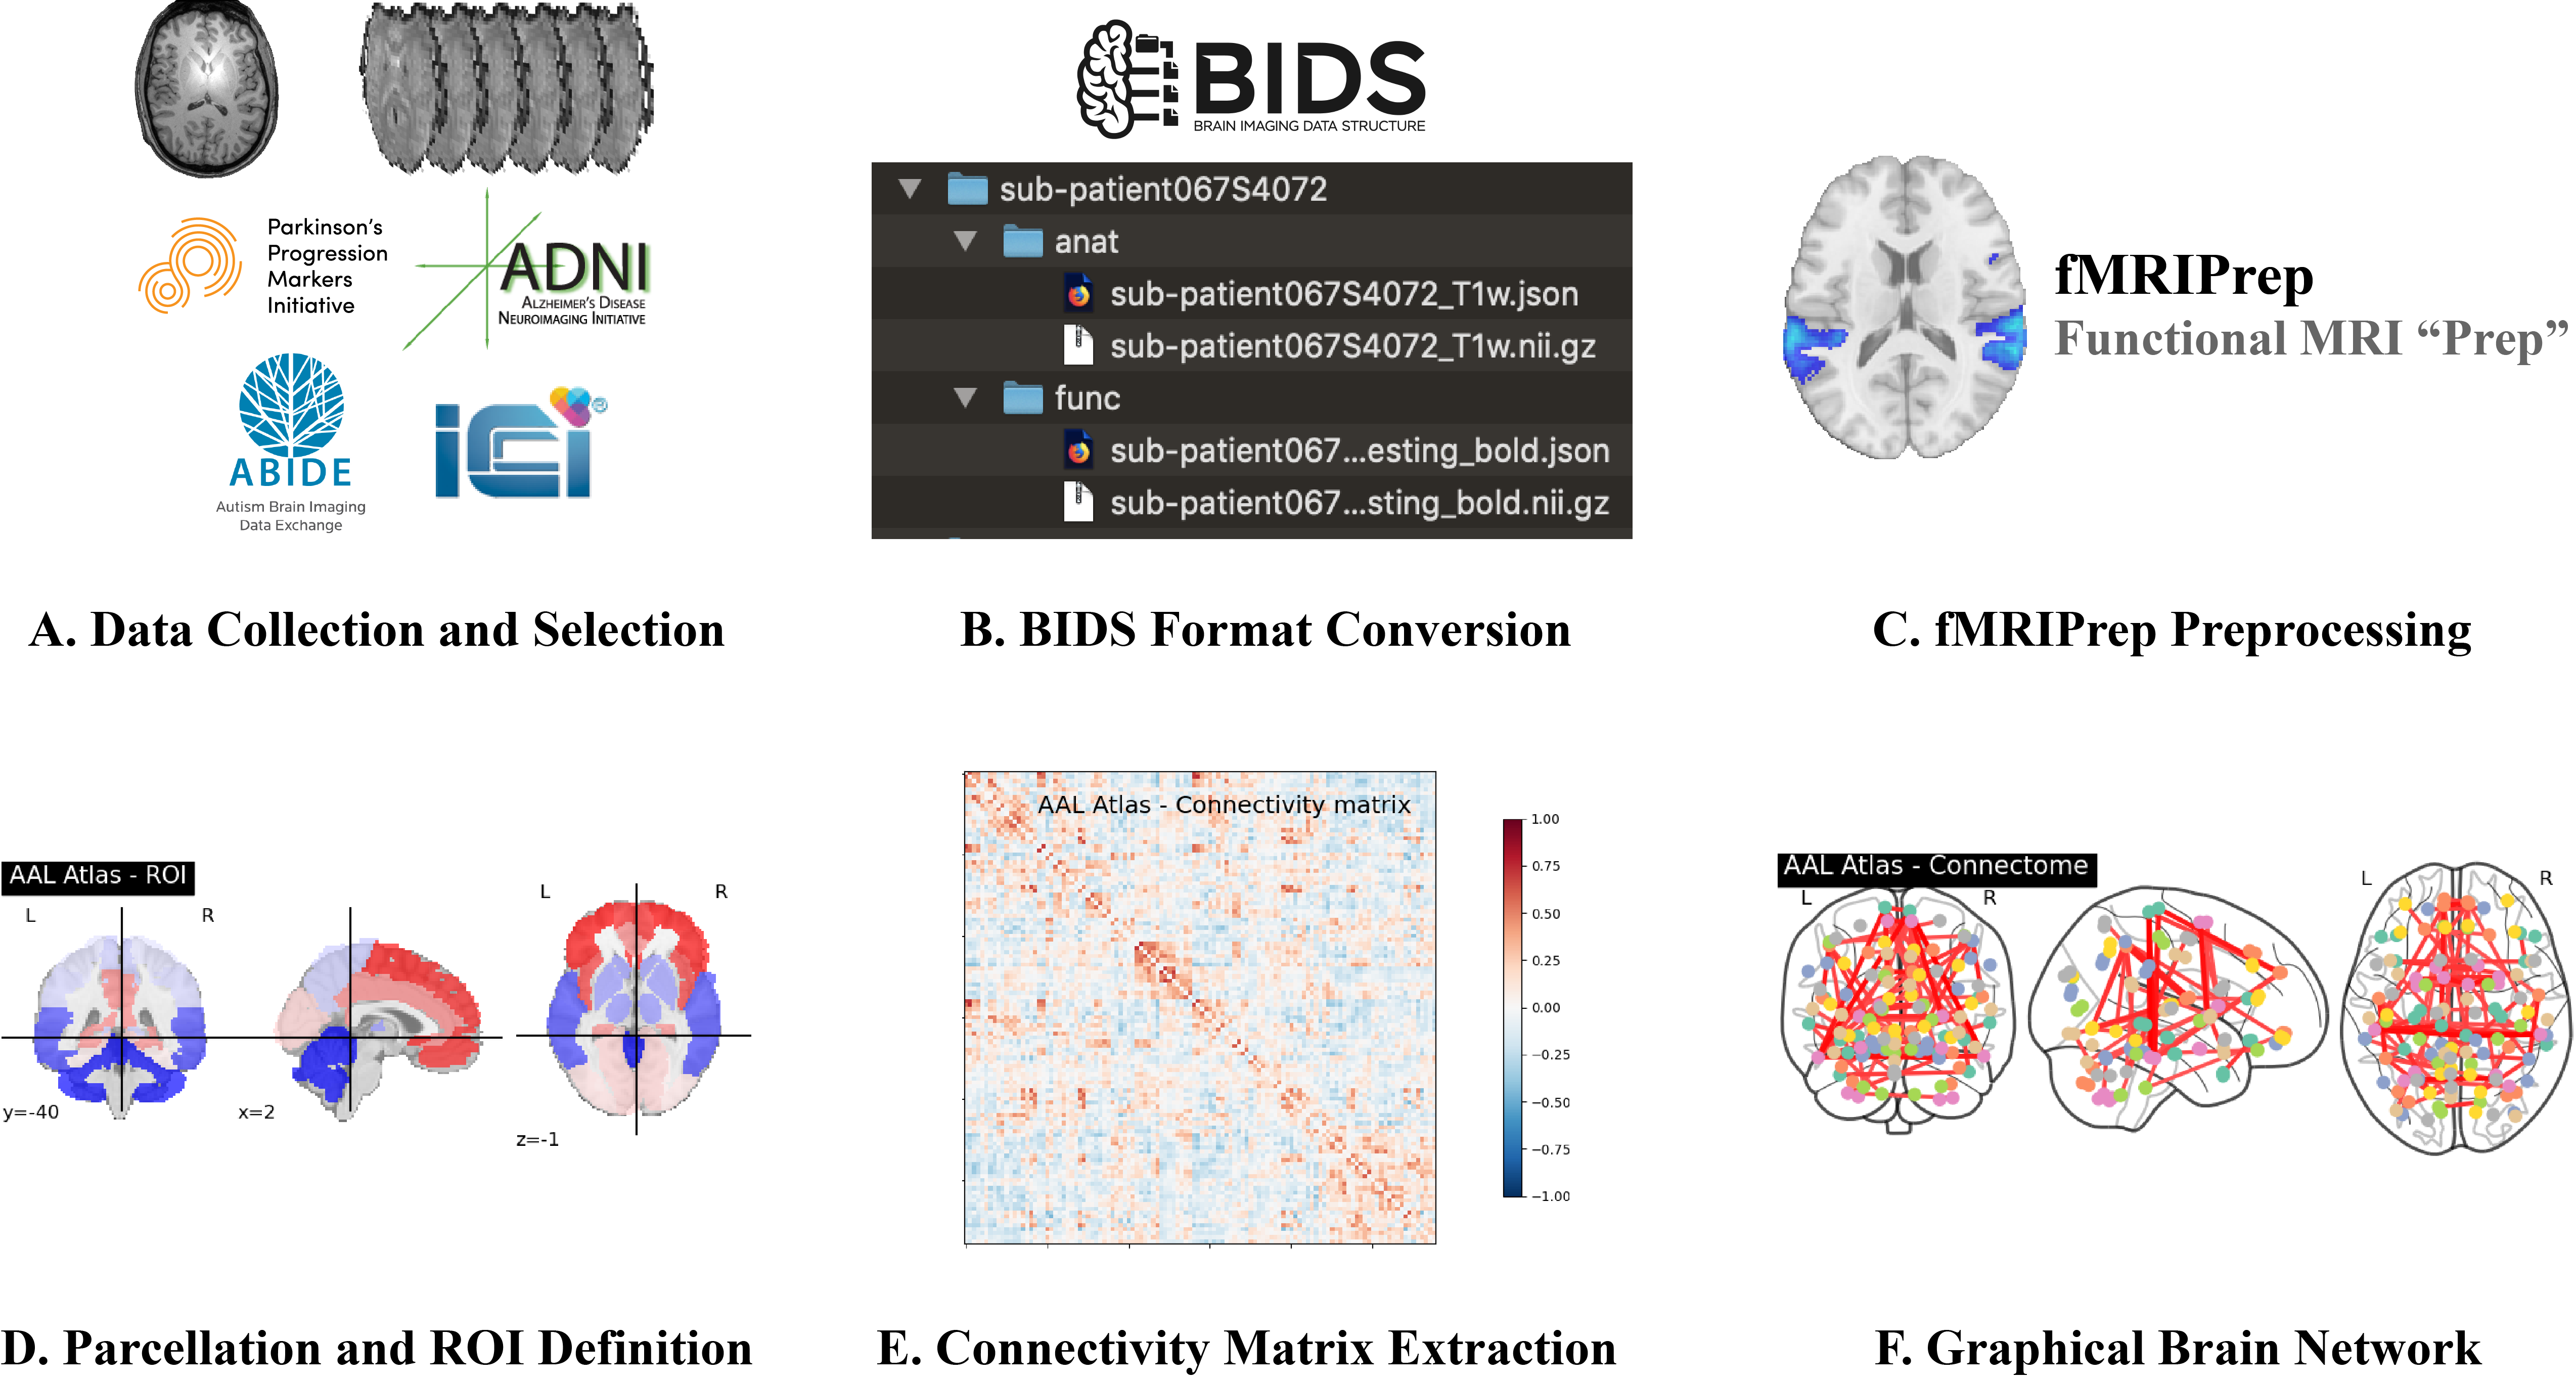 Parkinson's
Progression
Markers
Initiative
ADNI
ALZHEIMER'S DISEASE
NEUROIMAGING INITIATIVE
ABIDE
Autism Brain Imaging
Data Exchange
iCi
A. Data Collection and Selection
BIDS
BRAIN IMAGING DATA STRUCTURE
sub-patient067S4072
anat
sub-patient067S4072_T1w.json
sub-patient067S4072_T1w.nii.gz
func
sub-patient067...esting_bold.json
sub-patient067...sting_bold.nii.gz
B. BIDS Format Conversion
fMRIPrep
Functional MRI “Prep”
C. fMRIPrep Preprocessing
AAL Atlas - ROI
L R
L R
y=-40
x=2
z=-1
D. Parcellation and ROI Definition
AAL Atlas - Connectivity matrix
1.00
0.75
0.50
0.25
0.00
−0.25
−0.50
−0.75
−1.00
E. Connectivity Matrix Extraction
AAL Atlas - Connectome
L R
L R
F. Graphical Brain Network